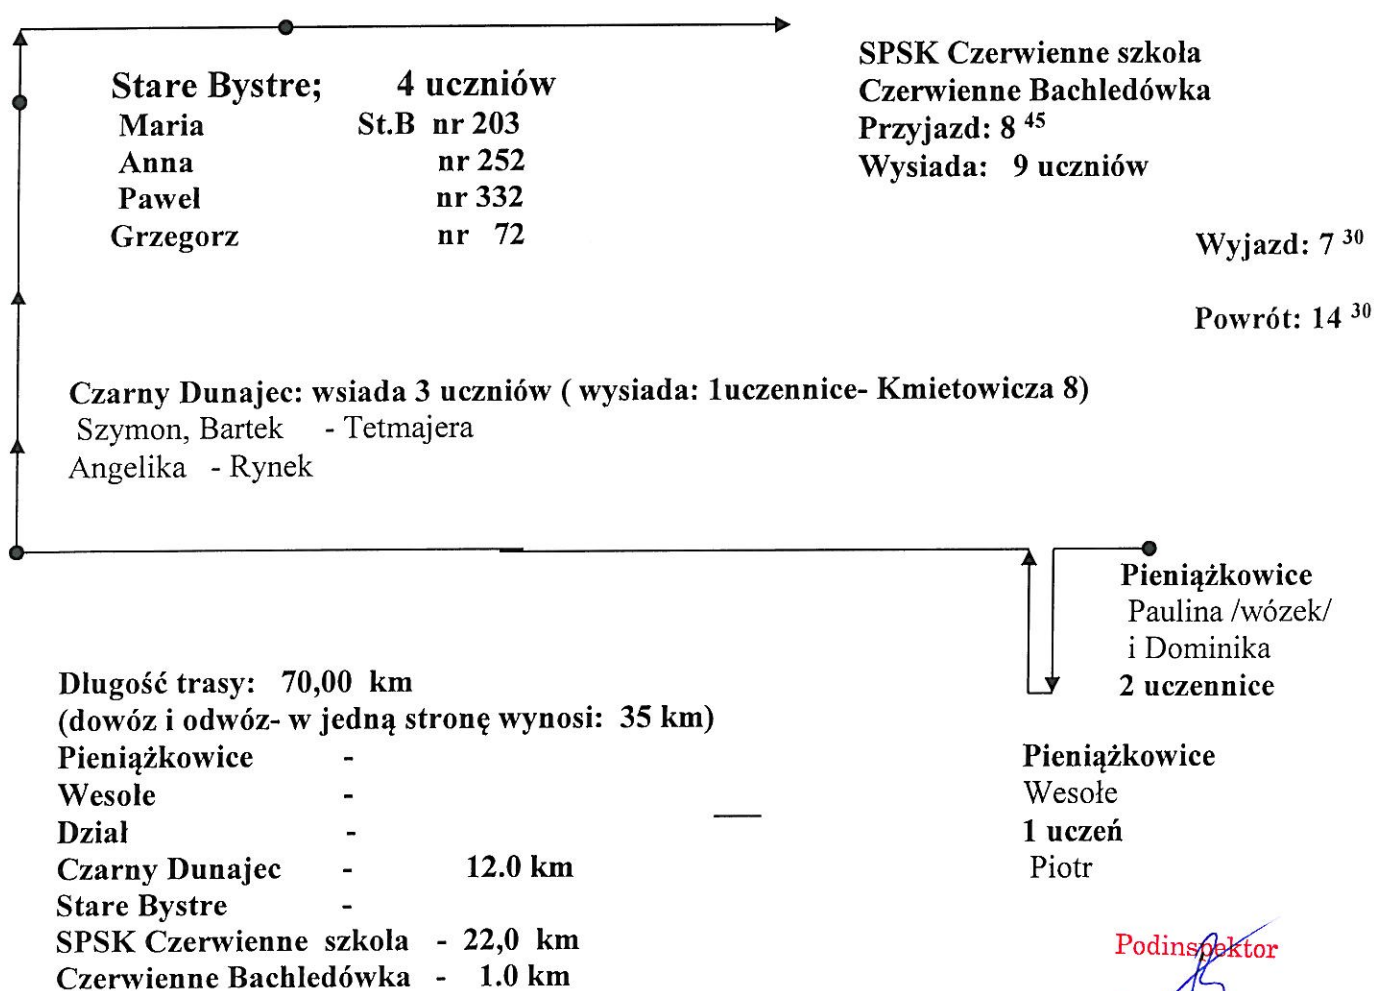 Stare Bystre; 4 uczniów
Maria St.B nr 203
Anna nr 252
Paweł nr 332
Grzegorz nr 72
SPSK Czerwienne szkoła
Czerwienne Bachledówka
Przyjazd: 8 45
Wysiada: 9 uczniów
Wyjazd: 7 30
Powrót: 14 30
Czarny Dunajec: wsiada 3 uczniów ( wysiada: 1uczennice- Kmietowicza 8)
Szymon, Bartek - Tetmajera
Angelika - Rynek
Pieniążkowice
Paulina /wózek/
i Dominika
2 uczennice
Długość trasy: 70,00 km
(dowóz i odwóz- w jedną stronę wynosi: 35 km)
Pieniążkowice -
Wesołe -
Dział -
Czarny Dunajec - 12.0 km
Stare Bystre -
SPSK Czerwienne szkoła - 22,0 km
Czerwienne Bachledówka - 1.0 km
Pieniążkowice
Wesołe
1 uczeń
Piotr
Podinspektor